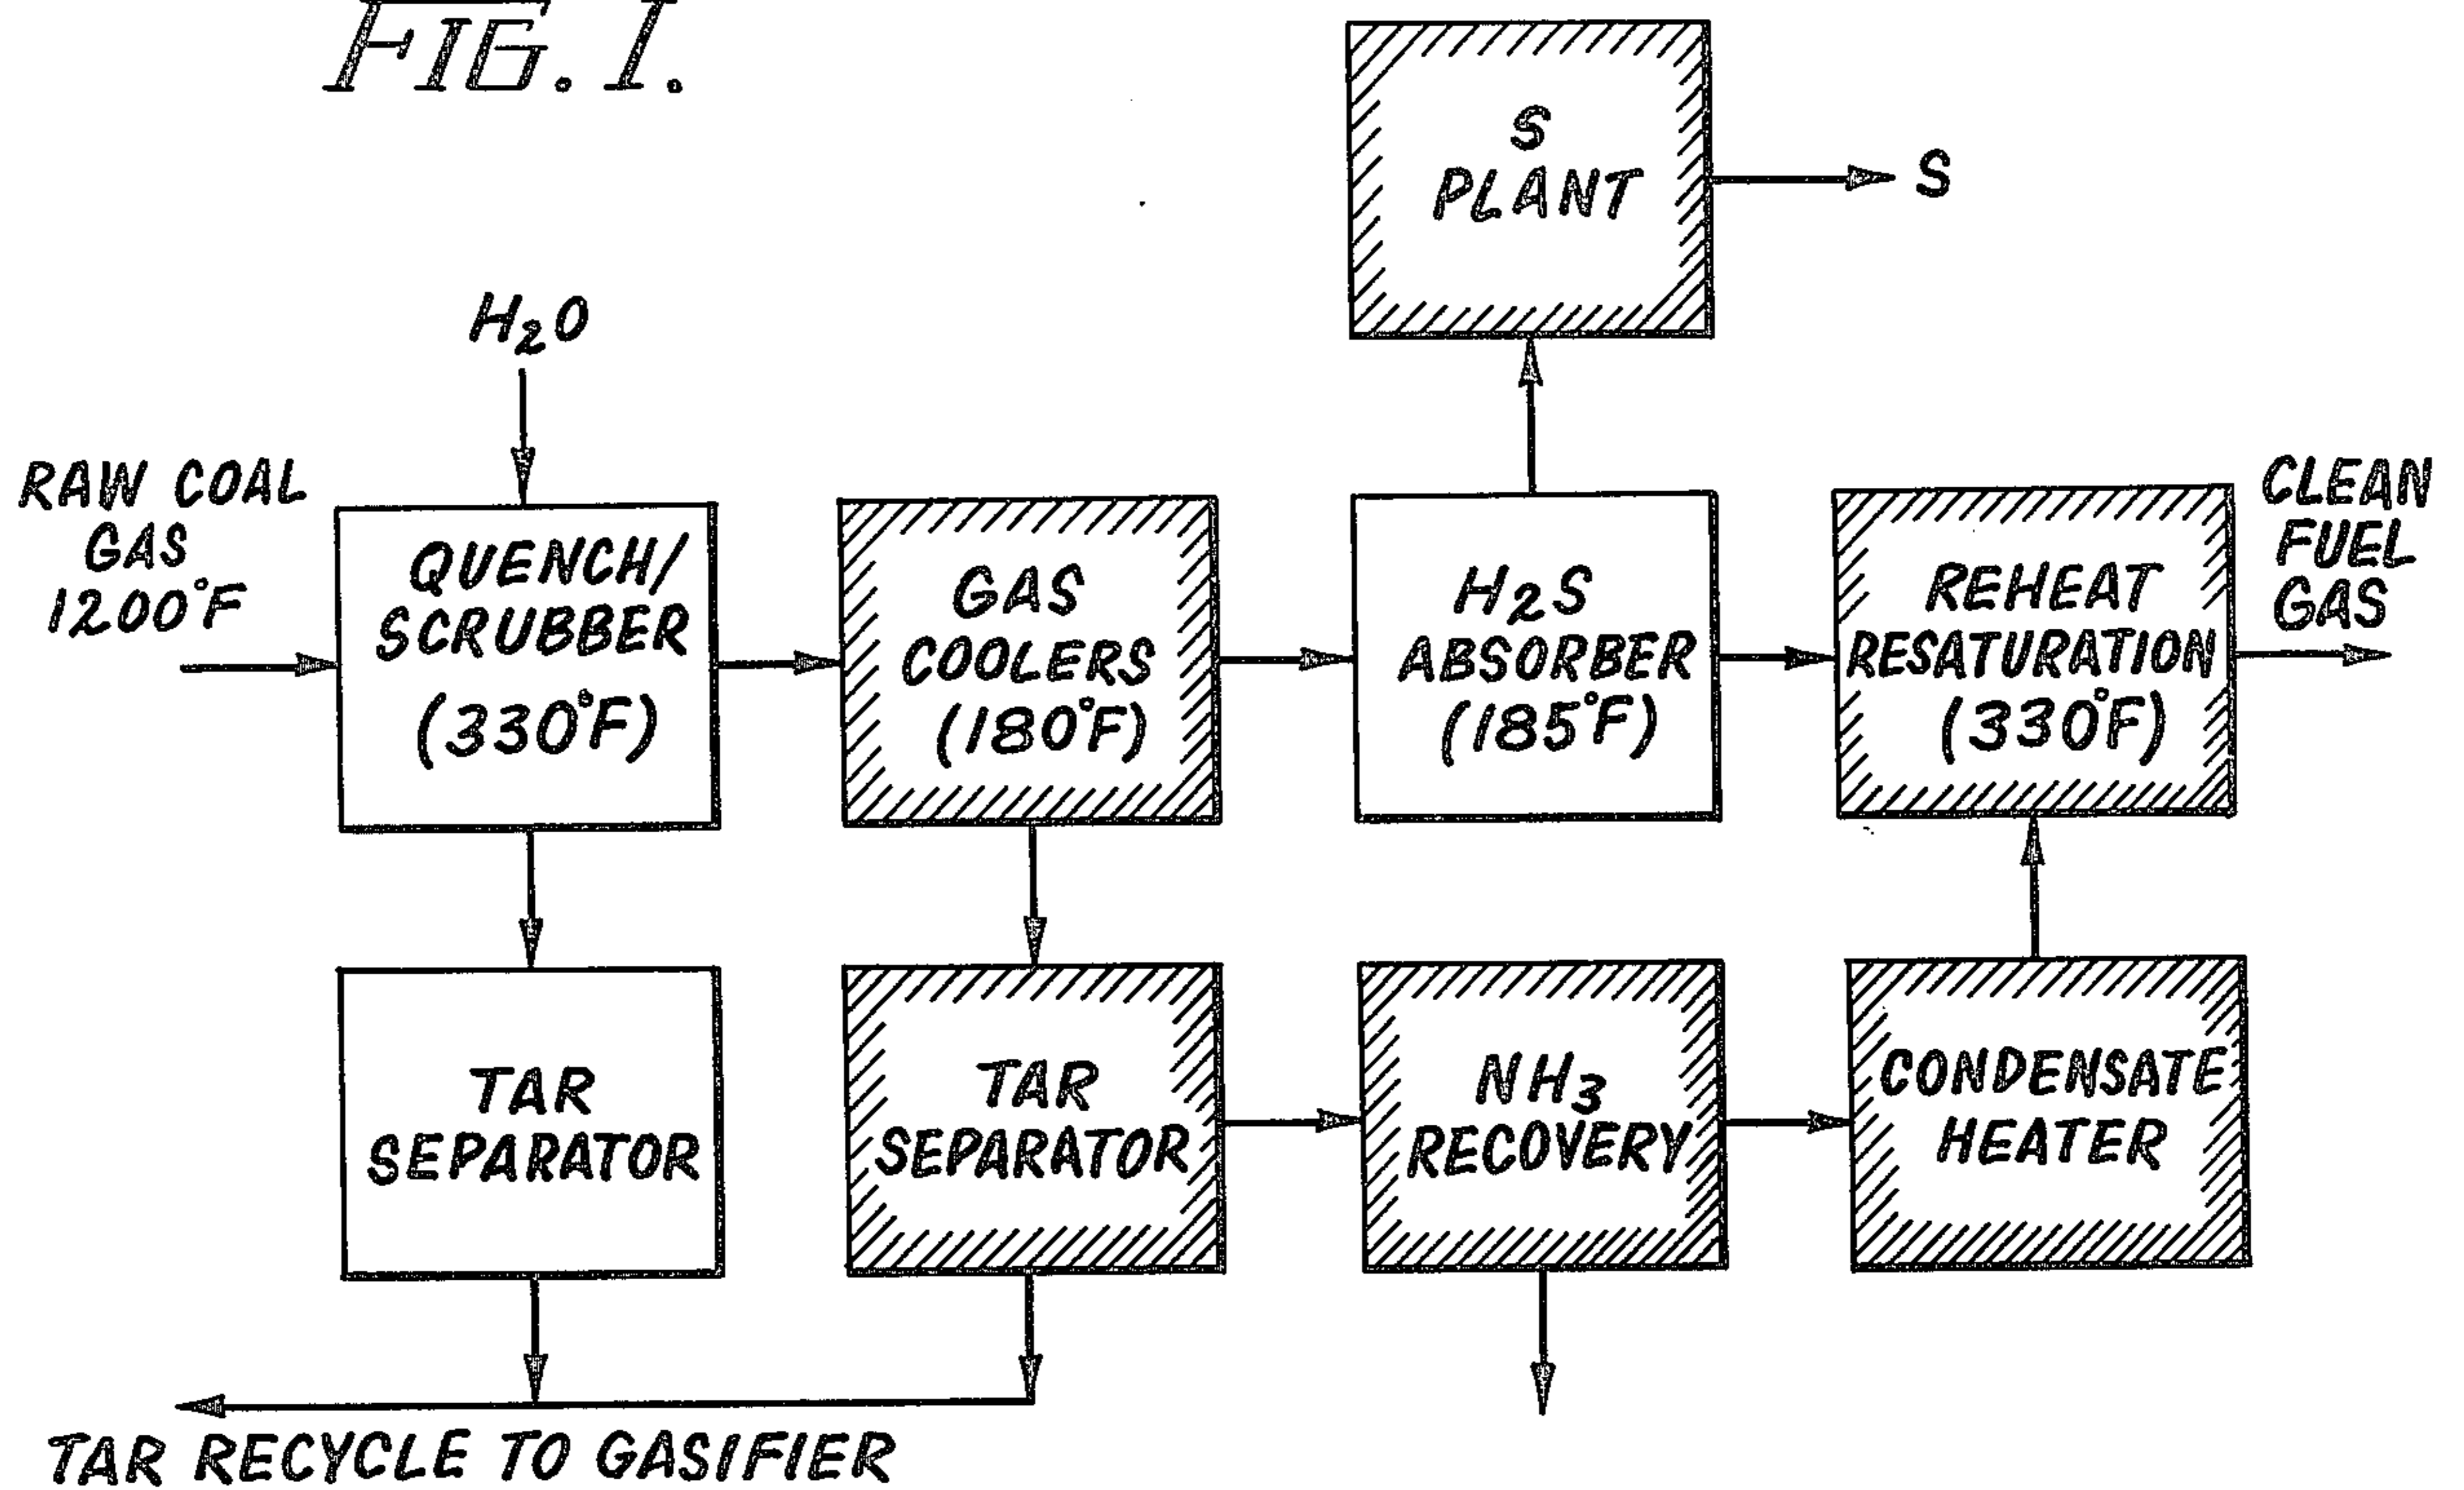 FIG. 1.
S
PLANT
S
H2O
RAW COAL
GAS
1200°F
QUENCH/
SCRUBBER
(330°F)
GAS
COOLERS
(180°F)
H2S
ABSORBER
(185°F)
REHEAT
RESATURATION
(330°F)
CLEAN
FUEL
GAS
TAR
SEPARATOR
TAR
SEPARATOR
NH3
RECOVERY
CONDENSATE
HEATER
TAR RECYCLE TO GASIFIER